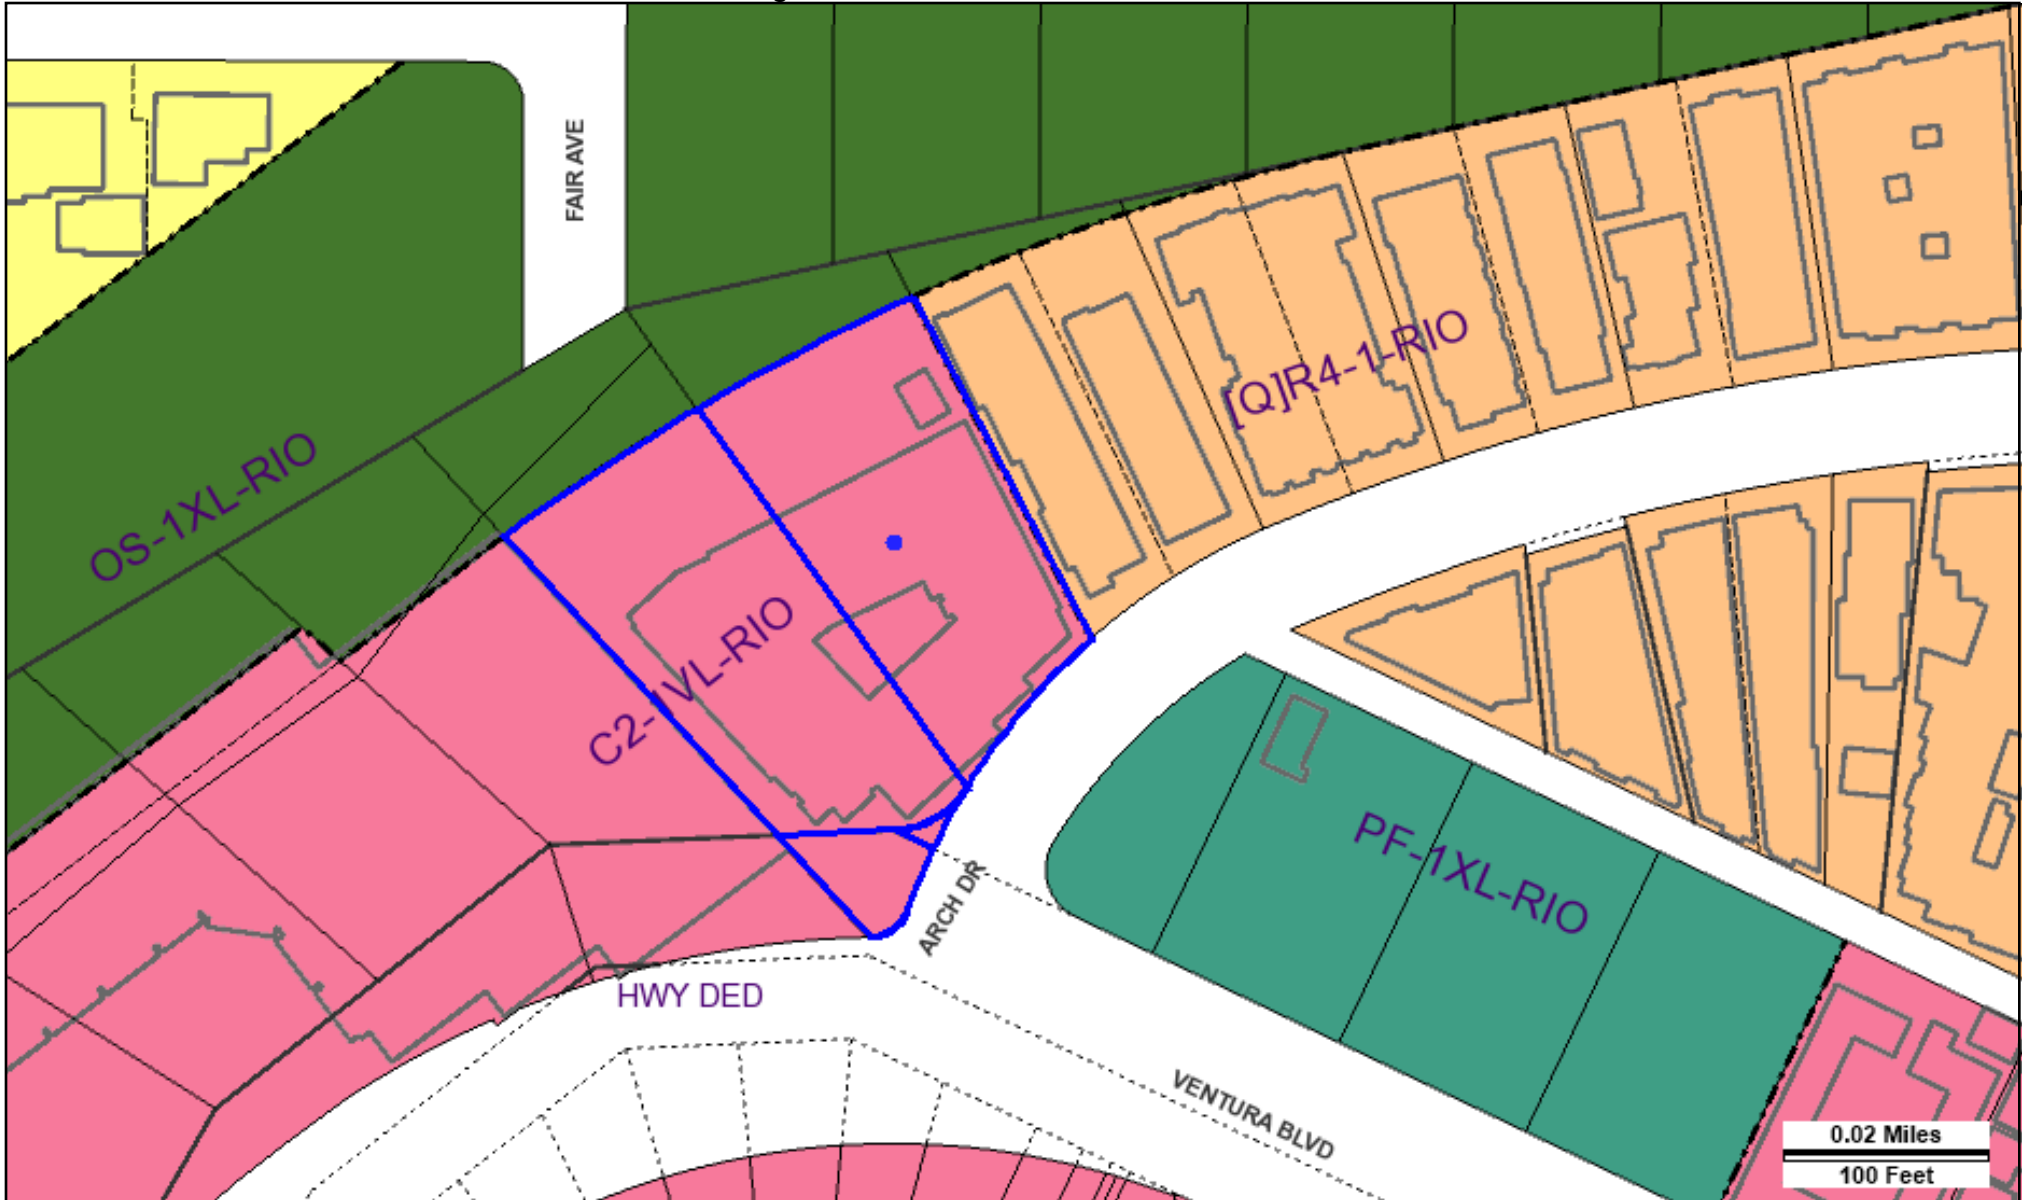 FAIR AVE
[Q]R4-1-RIO
OS-1XL-RIO
C2-1VL-RIO
PF-1XL-RIO
ARCH DR
HWY DED
VENTURA BLVD
0.02 Miles
100 Feet